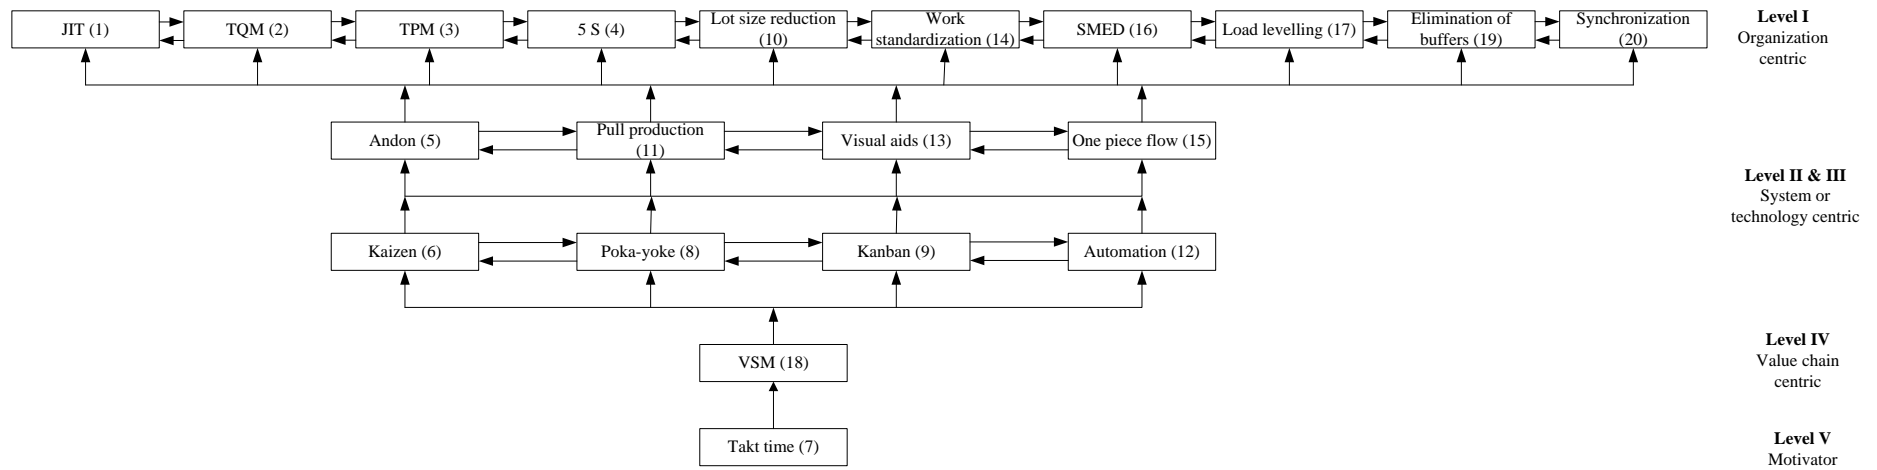 JIT (1)
TQM (2)
TPM (3)
5 S (4)
Lot size reduction
(10)
Work
standardization (14)
SMED (16)
Load levelling (17)
Elimination of
buffers (19)
Synchronization
(20)
Level I
Organization
centric
Andon (5)
Pull production
(11)
Visual aids (13)
One piece flow (15)
Level II & III
System or
technology centric
Kaizen (6)
Poka-yoke (8)
Kanban (9)
Automation (12)
VSM (18)
Level IV
Value chain
centric
Takt time (7)
Level V
Motivator